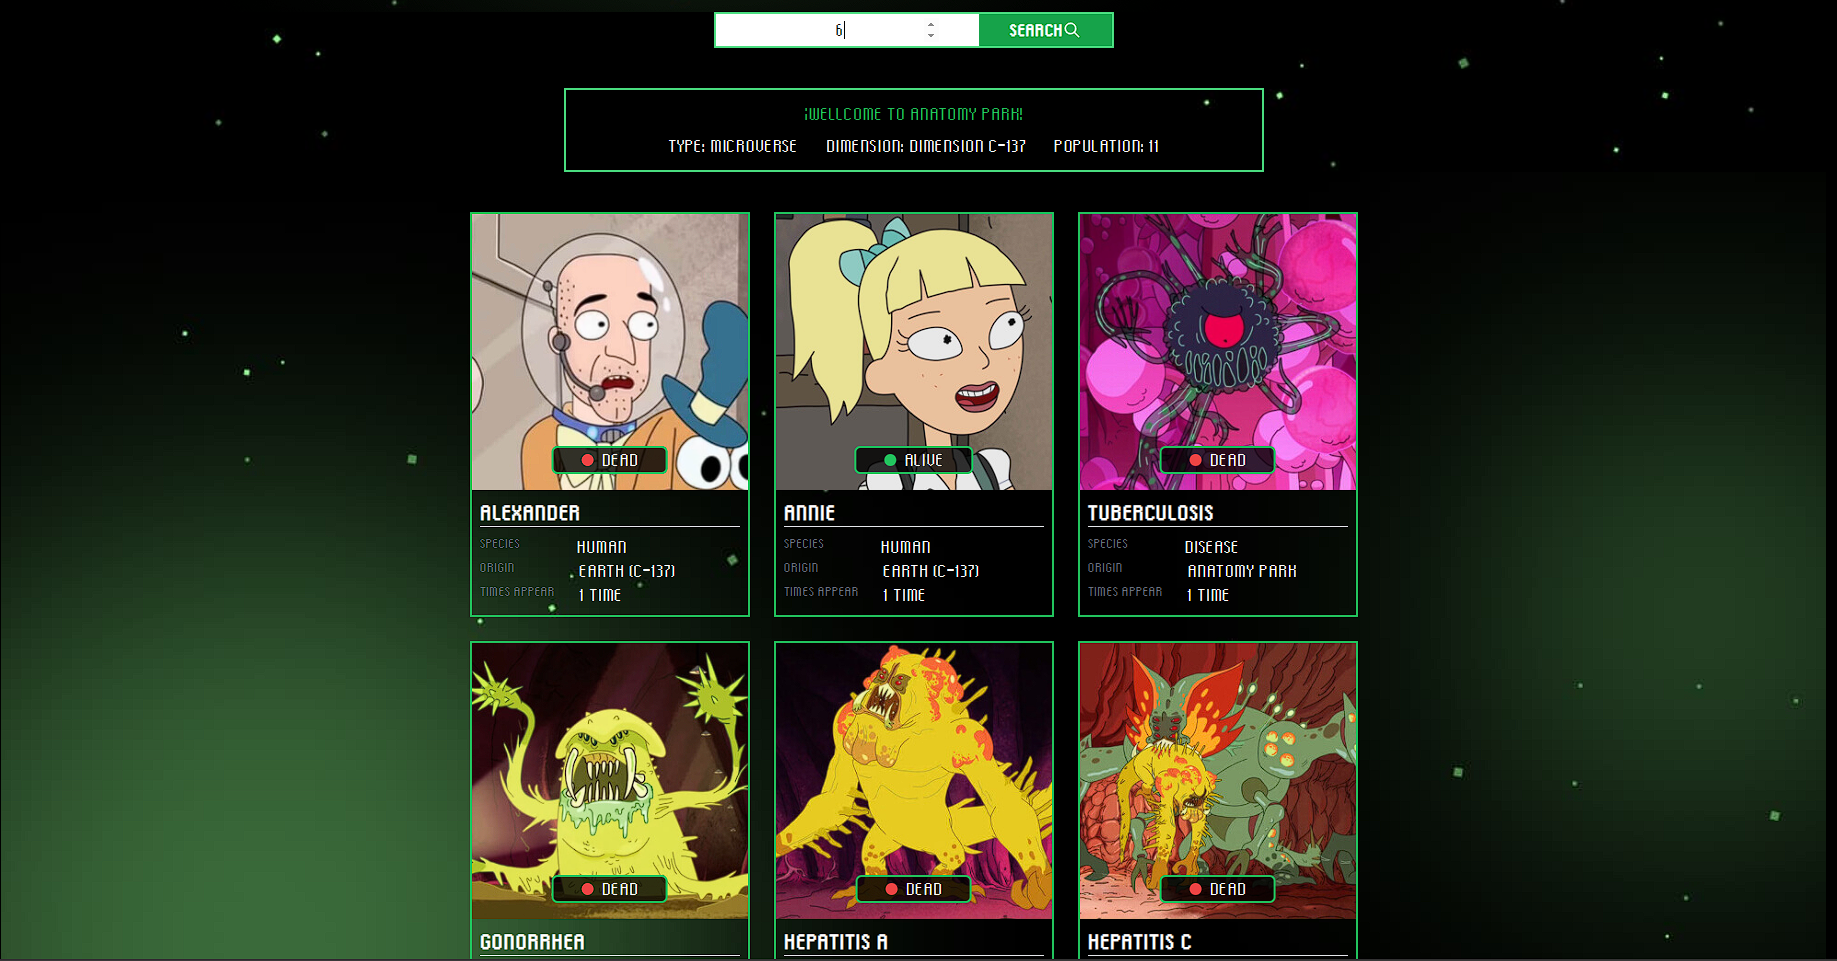 6
SEARCH
¡WELLCOME TO ANATOMY PARK!
TYPE: MICROVERSE DIMENSION: DIMENSION C-137 POPULATION: 11
DEAD
ALEXANDER
SPECIES HUMAN
ORIGIN EARTH (C-137)
TIMES APPEAR 1 TIME
ALIVE
ANNIE
SPECIES HUMAN
ORIGIN EARTH (C-137)
TIMES APPEAR 1 TIME
DEAD
TUBERCULOSIS
SPECIES DISEASE
ORIGIN ANATOMY PARK
TIMES APPEAR 1 TIME
DEAD
GONORRHEA
DEAD
HEPATITIS A
DEAD
HEPATITIS C